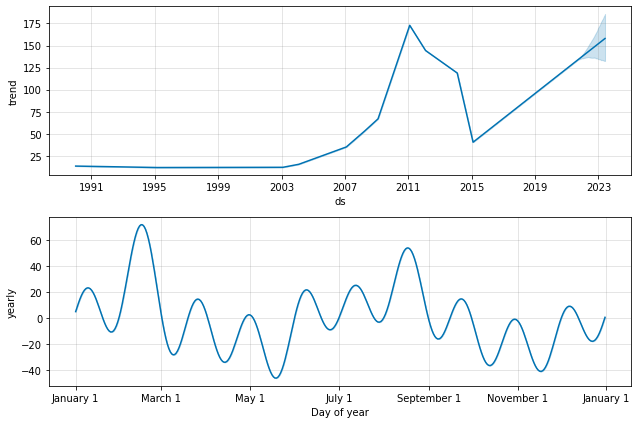 175
150
125
100
75
50
25
trend
1991 1995 1999 2003 2007 2011 2015 2019 2023
ds
60
40
20
0
−20
−40
yearly
January 1 March 1 May 1 July 1 September 1 November 1 January 1
Day of year